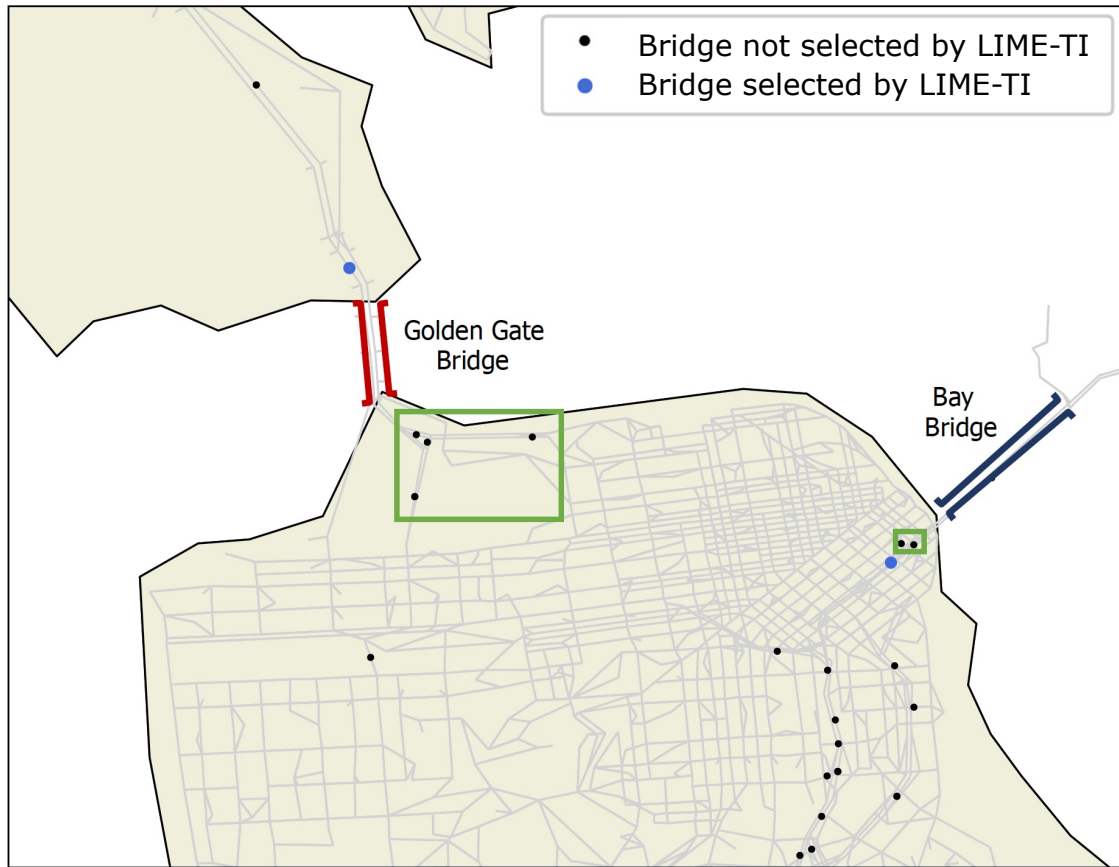 Bridge not selected by LIME-TI
Bridge selected by LIME-TI
Golden Gate
Bridge
Bay
Bridge